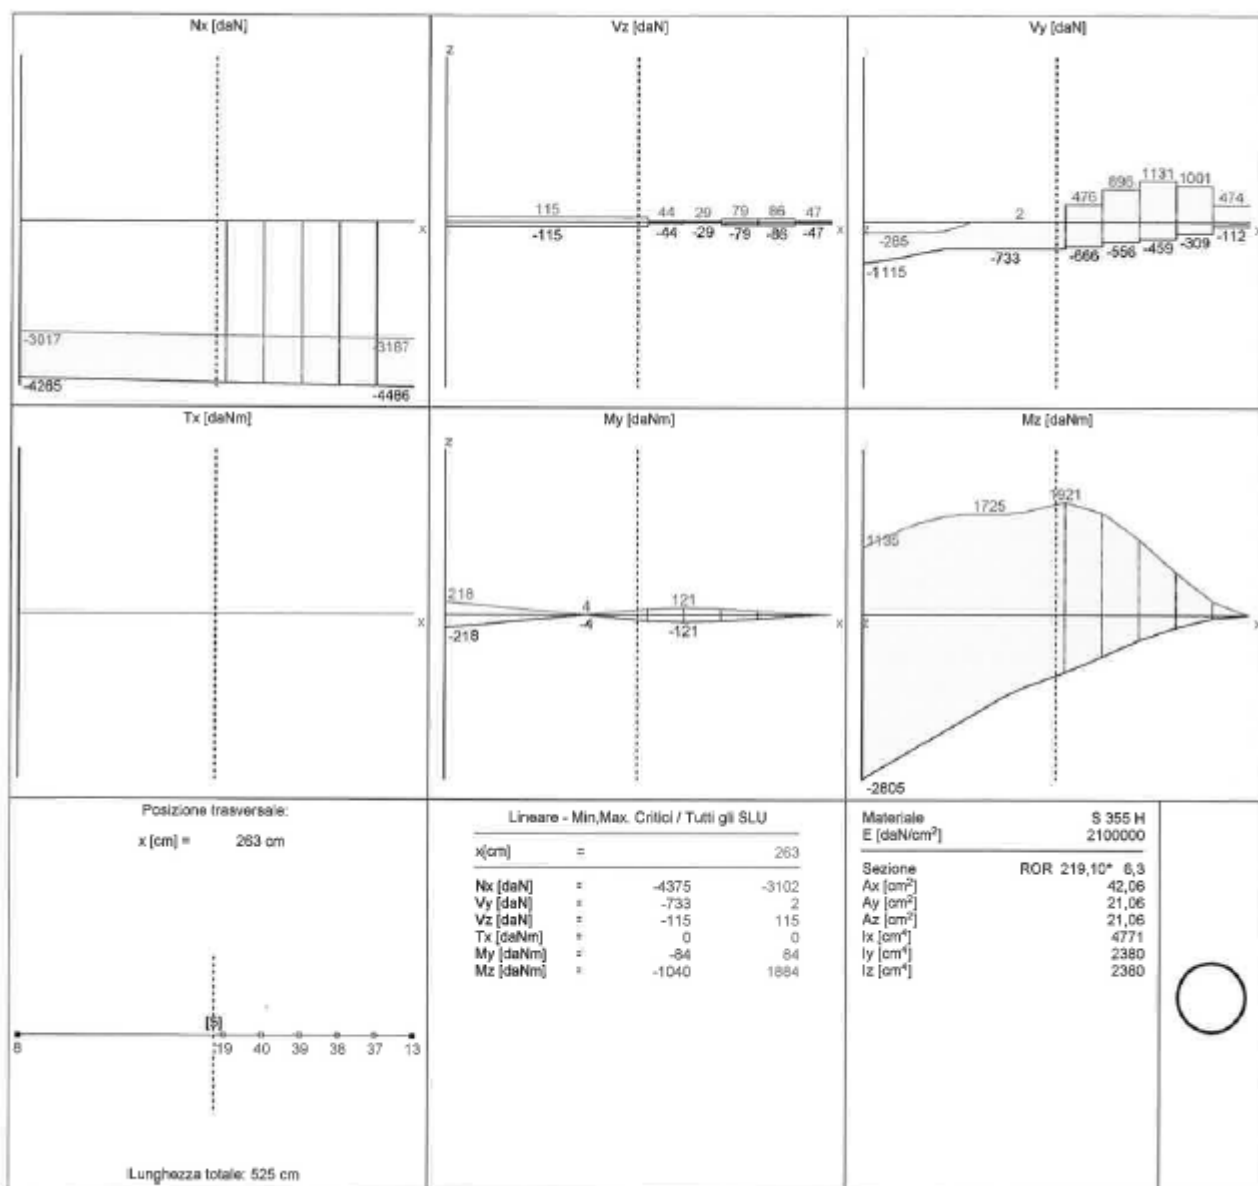 Nx [daN]
x
-3017
-3187
-4265
-4486
Vz [daN]
z
x
115
44 29 79 86 47
-115
-44 -29 -79 -86 -47
Vy [daN]
476 896 1131 1001 474
2
-285
x
-1115
-733
-666 -556 -459 -309 -112
Tx [daNm]
x
My [daNm]
z
218
4
121
x
-218
-4
-121
Mz [daNm]
1135
1725
1921
z
x
-2805
Posizione trasversale:
x [cm] = 263 cm
[5]
8 19 40 39 38 37 13
Lunghezza totale: 525 cm
Lineare - Min,Max. Critici / Tutti gli SLU
x[cm] = 263
Nx [daN] = -4375 -3102
Vy [daN] = -733 2
Vz [daN] = -115 115
Tx [daNm] = 0 0
My [daNm] = -84 84
Mz [daNm] = -1040 1884
Materiale S 355 H
E [daN/cm²] 2100000
Sezione ROR 219,10* 6,3
Ax [cm²] 42,06
Ay [cm²] 21,06
Az [cm²] 21,06
Ix [cm⁴] 4771
Iy [cm⁴] 2380
Iz [cm⁴] 2380